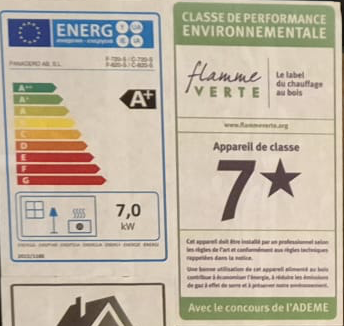 ENERG
Y
UA
IE
IA
PANADERO AB, S.L.
A++
A+
A
B
C
D
E
F
G
A+
7,0
kW
CLASSE DE PERFORMANCE
ENVIRONNEMENTALE
flamme
VERTE
Le label
du chauffage
au bois
www.flammeverte.org
Appareil de classe
7★
Cet appareil doit être installé par un professionnel selon
les règles de l'art et conformément aux règles techniques
rappelées dans la notice.
Une bonne utilisation de cet appareil alimenté au bois
contribue à économiser l'énergie, à réduire les émissions
de gaz à effet de serre et à préserver notre environnement.
Avec le concours de l'ADEME